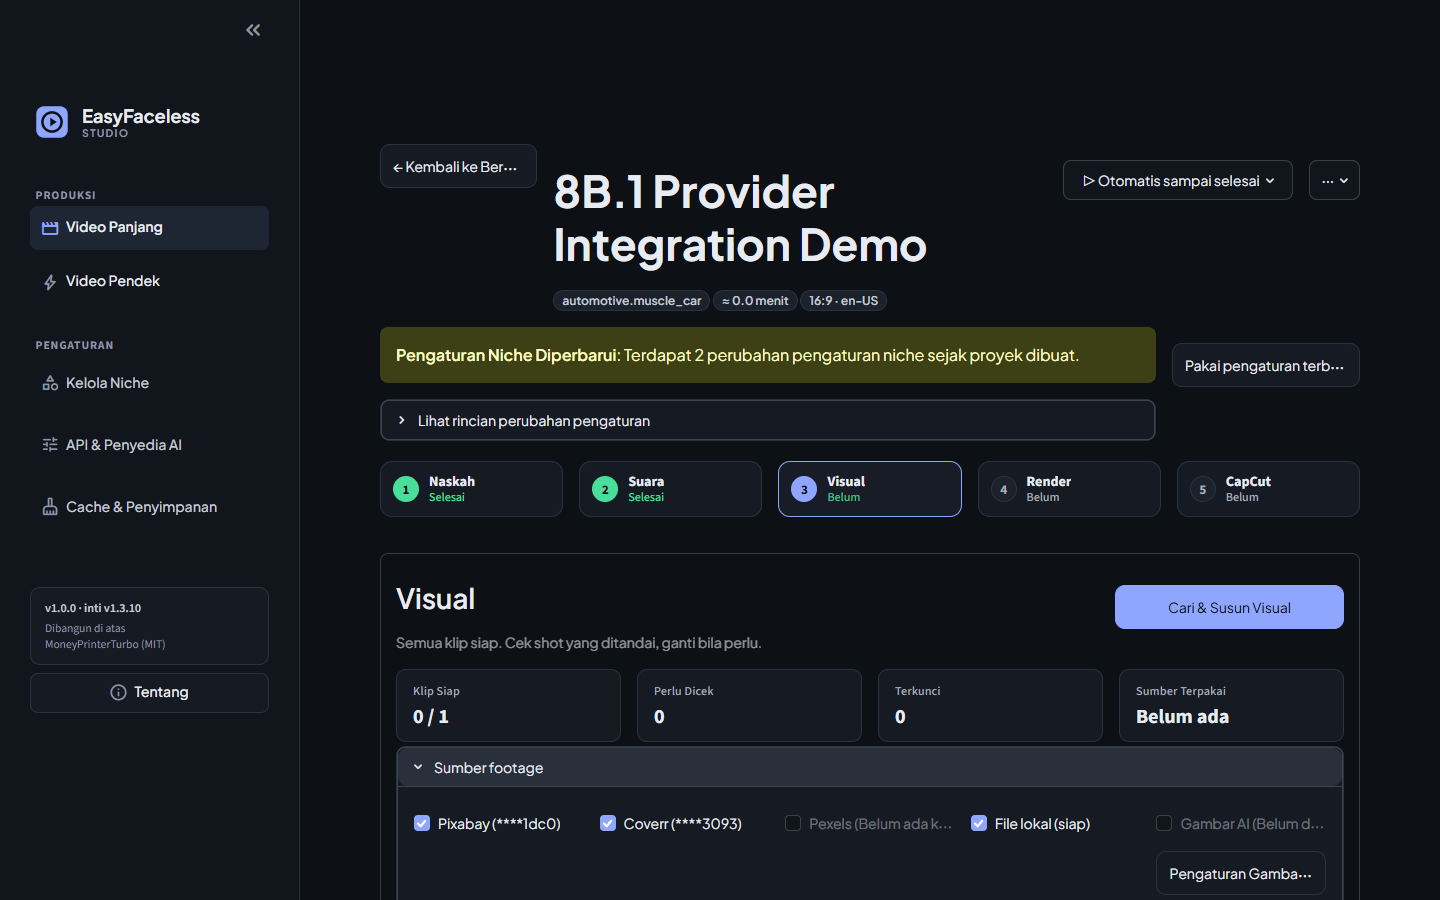 EasyFaceless
STUDIO
PRODUKSI
Video Panjang
Video Pendek
PENGATURAN
Kelola Niche
API & Penyedia AI
Cache & Penyimpanan
v1.0.0 · inti v1.3.10
Dibangun di atas
MoneyPrinterTurbo (MIT)
Tentang
← Kembali ke Ber...
8B.1 Provider
Integration Demo
Otomatis sampai selesai
...
automotive.muscle_car
≈ 0.0 menit
16:9 · en-US
Pengaturan Niche Diperbarui: Terdapat 2 perubahan pengaturan niche sejak proyek dibuat.
Pakai pengaturan terb...
Lihat rincian perubahan pengaturan
1 Naskah
Selesai
2 Suara
Selesai
3 Visual
Belum
4 Render
Belum
5 CapCut
Belum
Visual
Cari & Susun Visual
Semua klip siap. Cek shot yang ditandai, ganti bila perlu.
Klip Siap
0 / 1
Perlu Dicek
0
Terkunci
0
Sumber Terpakai
Belum ada
Sumber footage
Pixabay (****1dc0)
Coverr (****3093)
Pexels (Belum ada k...
File lokal (siap)
Gambar AI (Belum d...
Pengaturan Gamba...